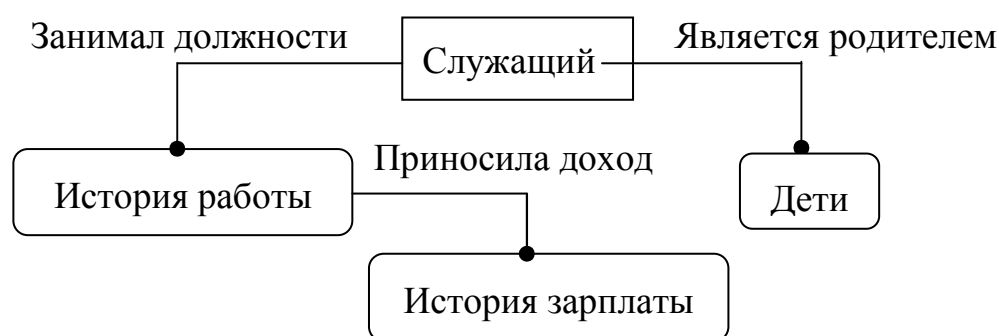 Занимал должности
Служащий
Является родителем
История работы
Приносила доход
Дети
История зарплаты